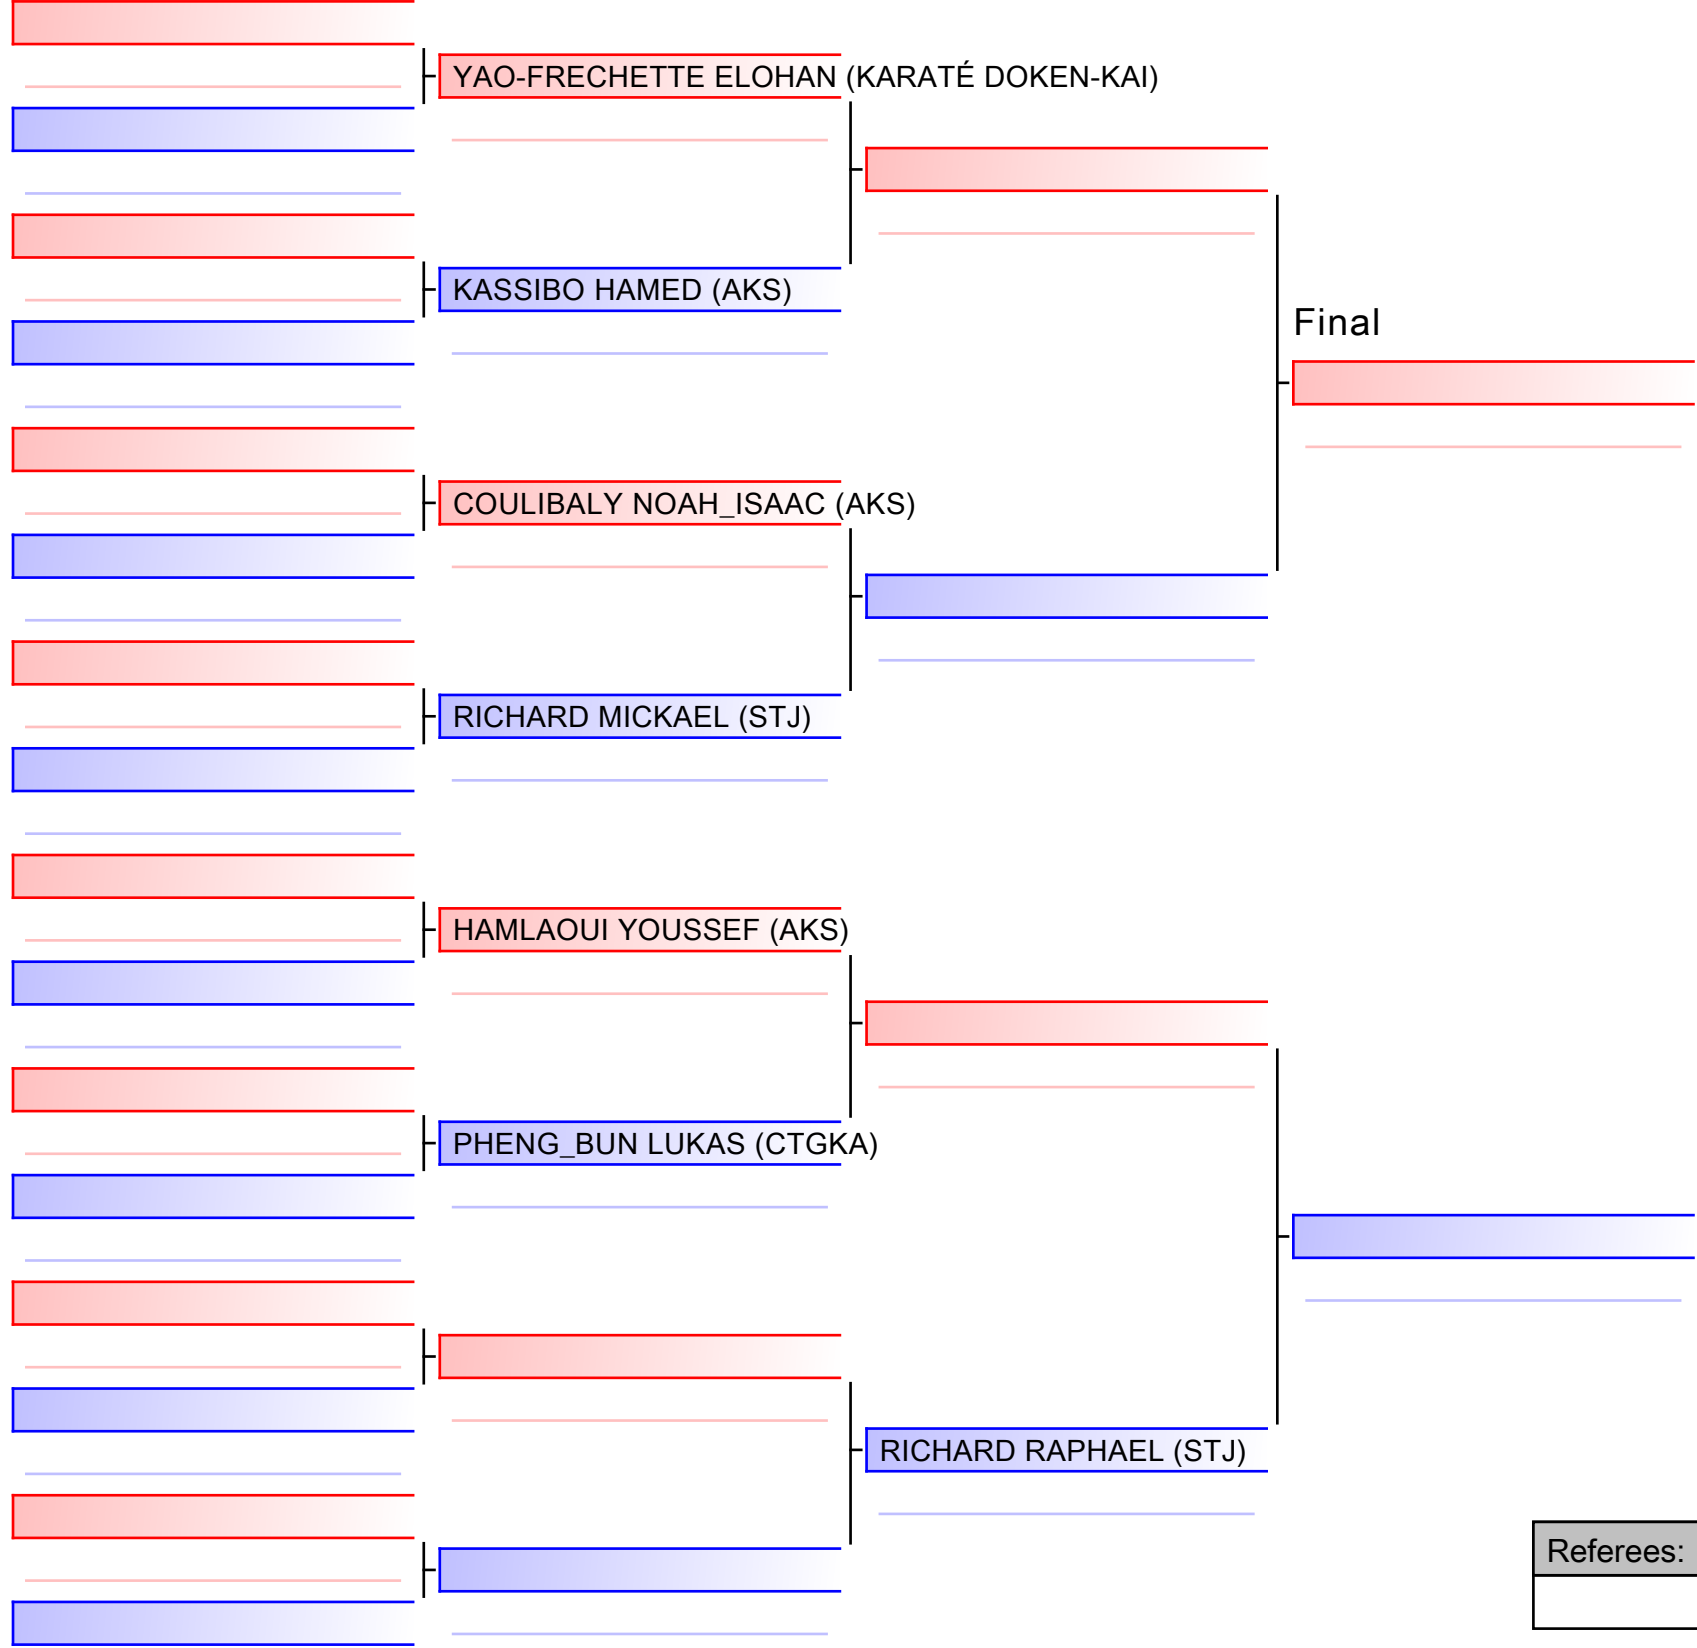 YAO-FRECHETTE ELOHAN (KARATÉ DOKEN-KAI)
KASSIBO HAMED (AKS)
Final
COULIBALY NOAH_ISAAC (AKS)
RICHARD MICKAEL (STJ)
HAMLAOUI YOUSSEF (AKS)
PHENG_BUN LUKAS (CTGKA)
RICHARD RAPHAEL (STJ)
Referees: